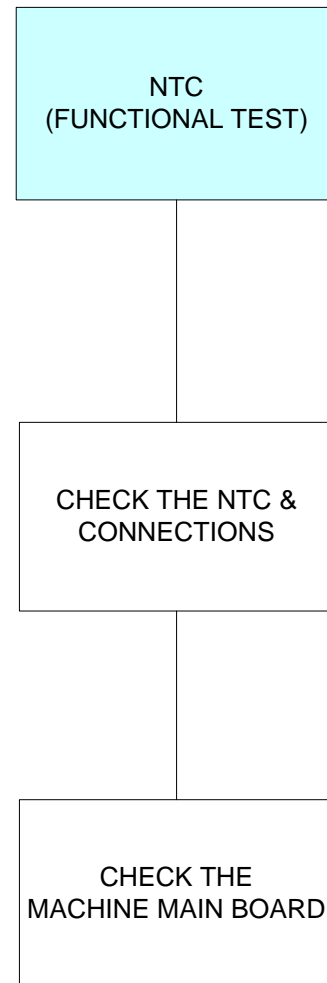 NTC
(FUNCTIONAL TEST)
CHECK THE NTC &
CONNECTIONS
CHECK THE
MACHINE MAIN BOARD